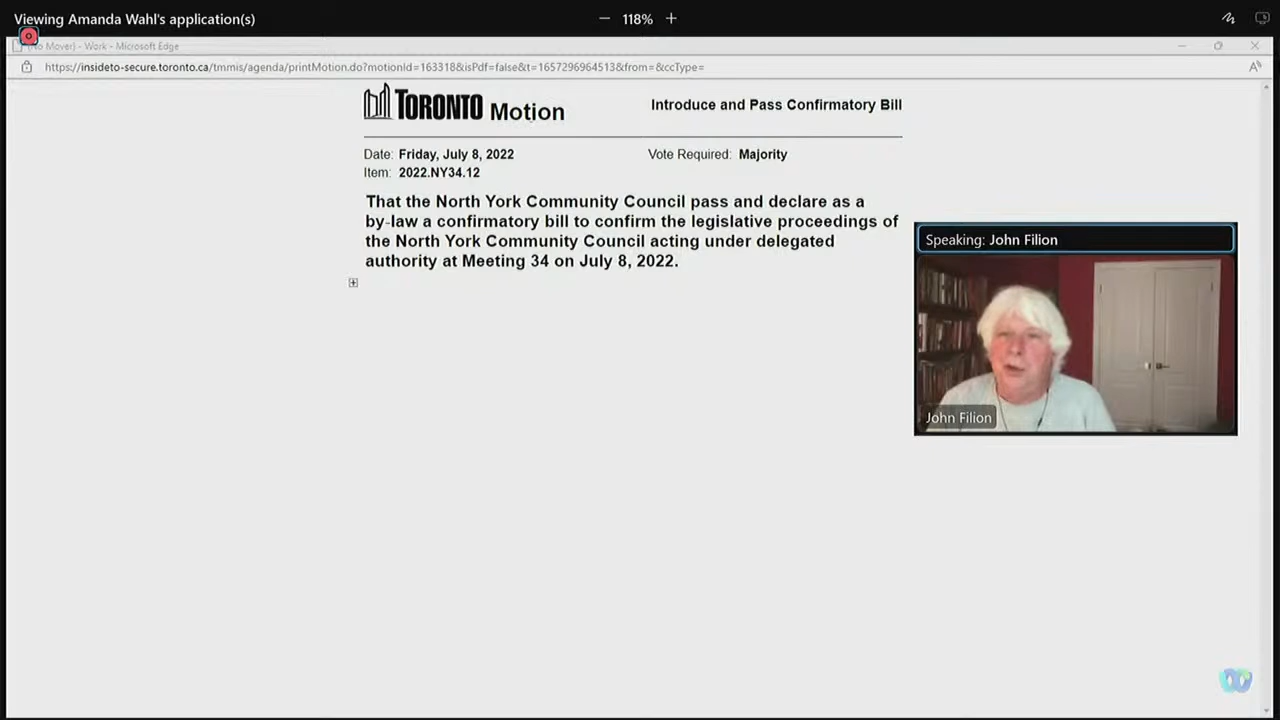 Viewing Amanda Wahl's application(s)
118%
(No Mover) - Work - Microsoft Edge
https://insideto-secure.toronto.ca/tmmis/agenda/printMotion.do?motionId=163318&isPdf=false&t=1657296964513&from=&ccType=
TORONTO Motion
Introduce and Pass Confirmatory Bill
Date: Friday, July 8, 2022
Vote Required: Majority
Item: 2022.NY34.12
That the North York Community Council pass and declare as a
by-law a confirmatory bill to confirm the legislative proceedings of
the North York Community Council acting under delegated
authority at Meeting 34 on July 8, 2022.
Speaking: John Filion
John Filion